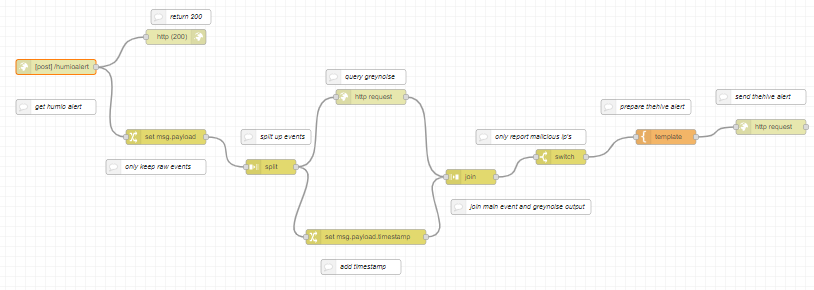 return 200
http (200)
[post] /humioalert
get humio alert
set msg.payload
only keep raw events
split up events
split
query greynoise
http request
set msg.payload.timestamp
add timestamp
join
join main event and greynoise output
only report malicious ip's
switch
prepare thehive alert
template
send thehive alert
http request